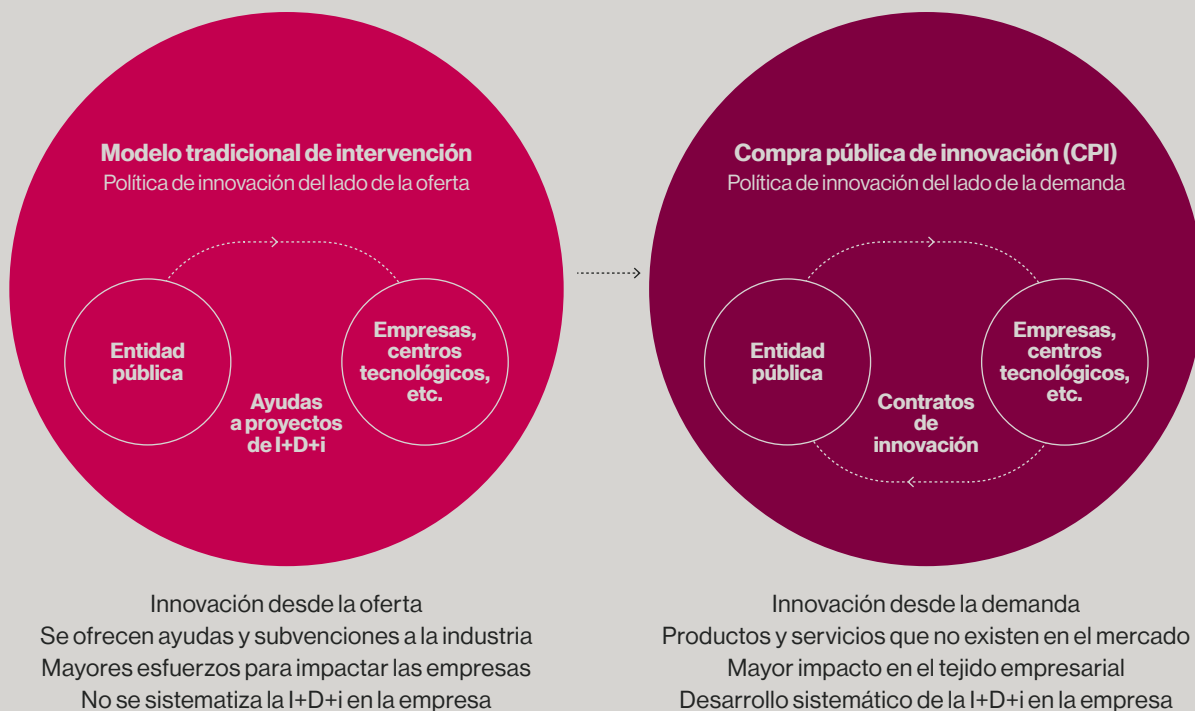 Modelo tradicional de intervención
Política de innovación del lado de la oferta
Entidad
pública
Ayudas
a proyectos
de I+D+i
Empresas,
centros
tecnológicos,
etc.
Innovación desde la oferta
Se ofrecen ayudas y subvenciones a la industria
Mayores esfuerzos para impactar las empresas
No se sistematiza la I+D+i en la empresa
Compra pública de innovación (CPI)
Política de innovación del lado de la demanda
Entidad
pública
Contratos
de
innovación
Empresas,
centros
tecnológicos,
etc.
Innovación desde la demanda
Productos y servicios que no existen en el mercado
Mayor impacto en el tejido empresarial
Desarrollo sistemático de la I+D+i en la empresa